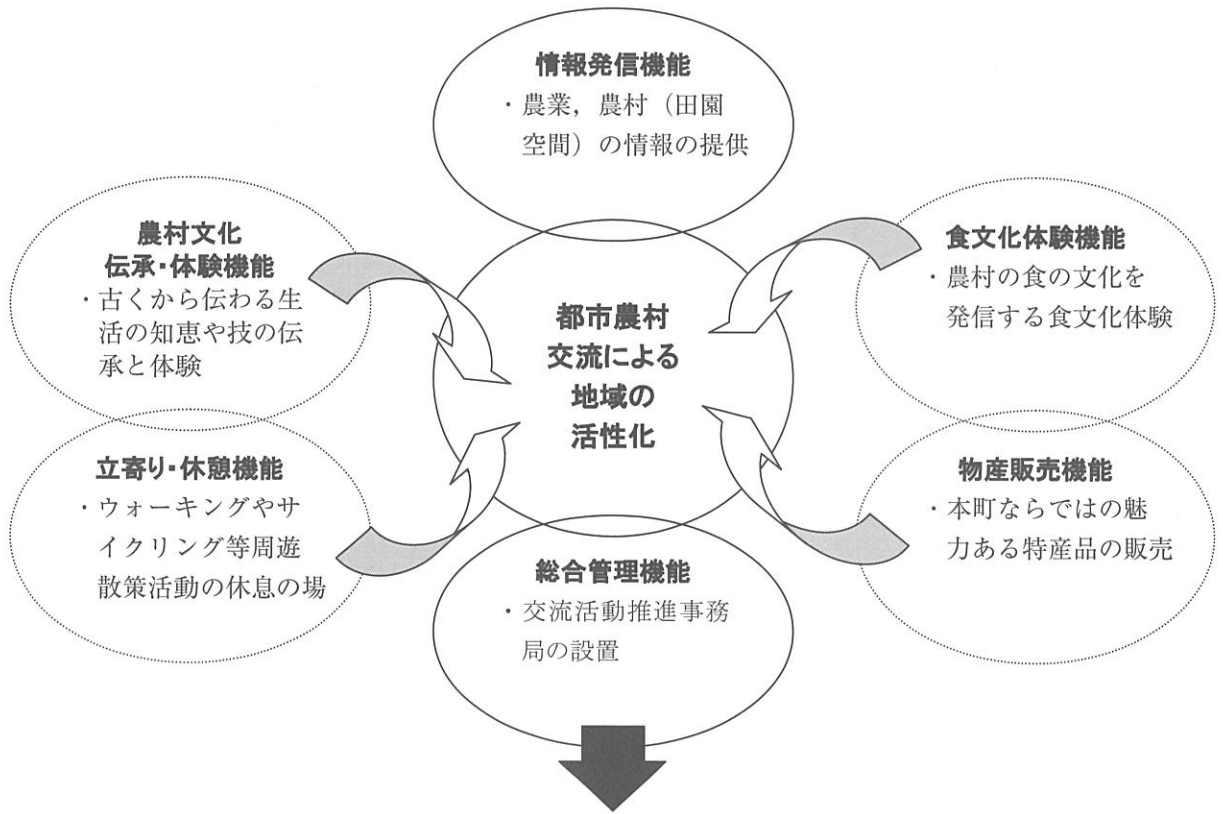 情報発信機能
・農業，農村（田園
空間）の情報の提供
農村文化
伝承・体験機能
・古くから伝わる生
活の知恵や技の伝
承と体験
食文化体験機能
・農村の食の文化を
発信する食文化体験
都市農村
交流による
地域の
活性化
立寄り・休憩機能
・ウォーキングやサ
イクリング等周遊
散策活動の休息の場
物産販売機能
・本町ならではの魅
力ある特産品の販売
総合管理機能
・交流活動推進事務
局の設置